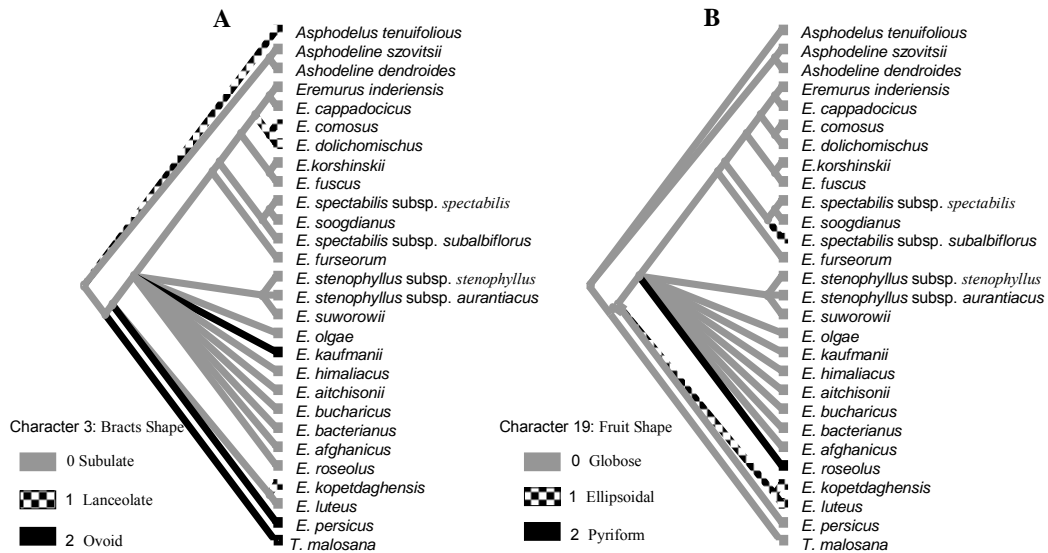 A
Asphodelus tenuifolious
Asphodeline szovitsii
Ashodeline dendroides
Eremurus inderiensis
E. cappadocicus
E. comosus
E. dolichomischus
E.korshinskii
E. fuscus
E. spectabilis subsp. spectabilis
E. soogdianus
E. spectabilis subsp. subalbiflorus
E. furseorum
E. stenophyllus subsp. stenophyllus
E. stenophyllus subsp. aurantiacus
E. suworowii
E. olgae
E. kaufmanii
E. himaliacus
E. aitchisonii
E. bucharicus
E. bacterianus
E. afghanicus
E. roseolus
E. kopetdaghensis
E. luteus
E. persicus
T. malosana
Character 3: Bracts Shape
0 Subulate
1 Lanceolate
2 Ovoid
B
Asphodelus tenuifolious
Asphodeline szovitsii
Ashodeline dendroides
Eremurus inderiensis
E. cappadocicus
E. comosus
E. dolichomischus
E.korshinskii
E. fuscus
E. spectabilis subsp. spectabilis
E. soogdianus
E. spectabilis subsp. subalbiflorus
E. furseorum
E. stenophyllus subsp. stenophyllus
E. stenophyllus subsp. aurantiacus
E. suworowii
E. olgae
E. kaufmanii
E. himaliacus
E. aitchisonii
E. bucharicus
E. bacterianus
E. afghanicus
E. roseolus
E. kopetdaghensis
E. luteus
E. persicus
T. malosana
Character 19: Fruit Shape
0 Globose
1 Ellipsoidal
2 Pyriform